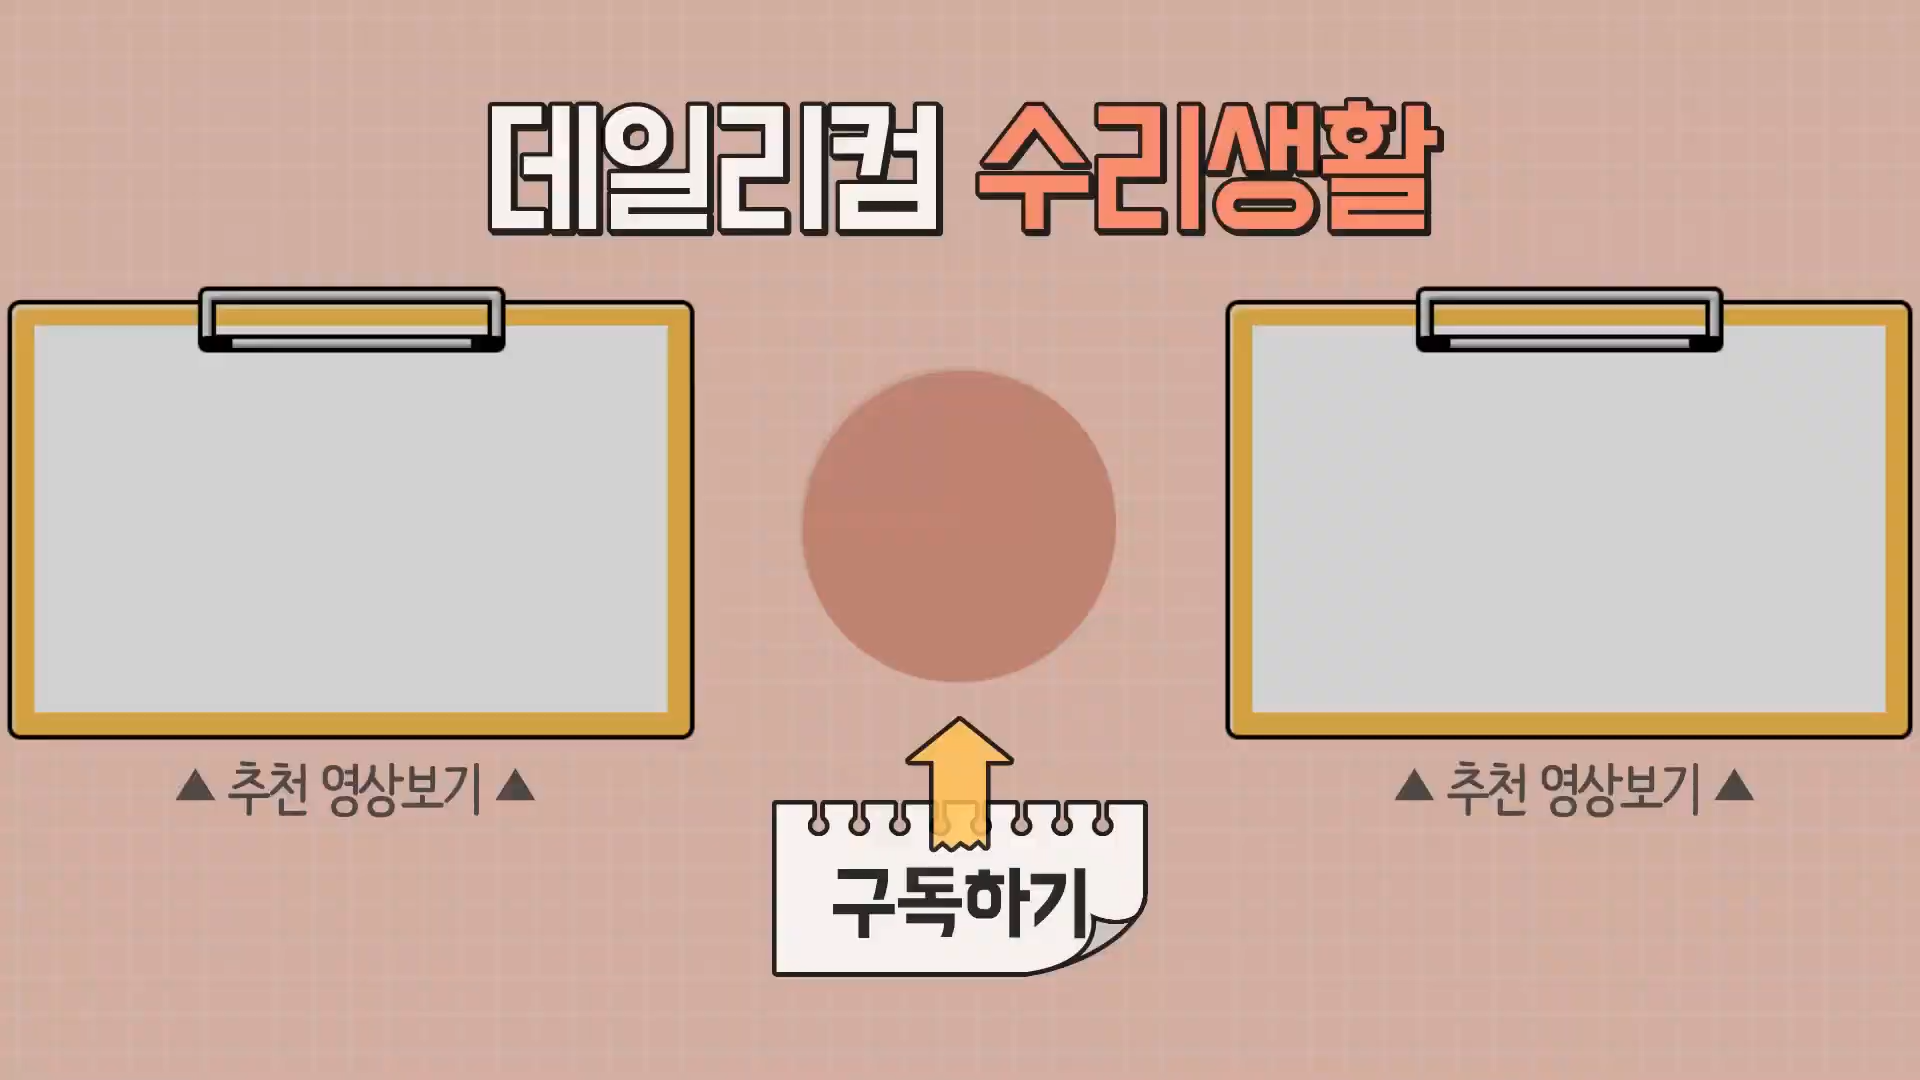 데일리컴 수리생활
▲ 추천 영상보기 ▲
▲ 추천 영상보기 ▲
구독하기